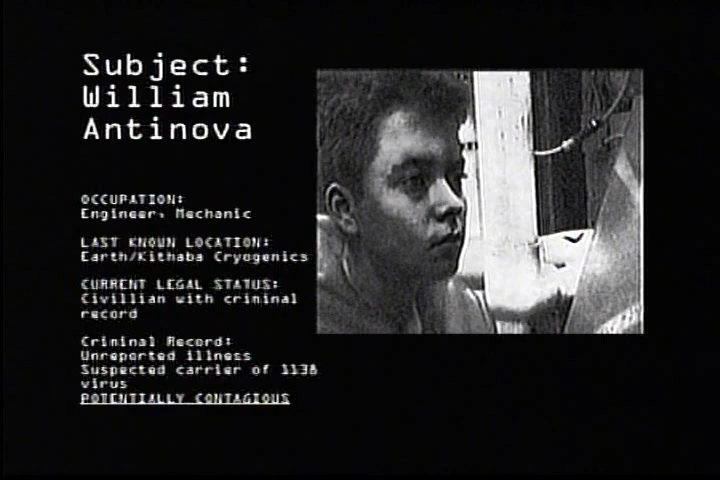 Subject:
William
Antinova
OCCUPATION:
Engineer, Mechanic
LAST KNOWN LOCATION:
Earth/Kithaba Cryogenics
CURRENT LEGAL STATUS:
Civillian with criminal
record
Criminal Record:
Unreported illness
Suspected carrier of 1138
virus
POTENTIALLY CONTAGIOUS